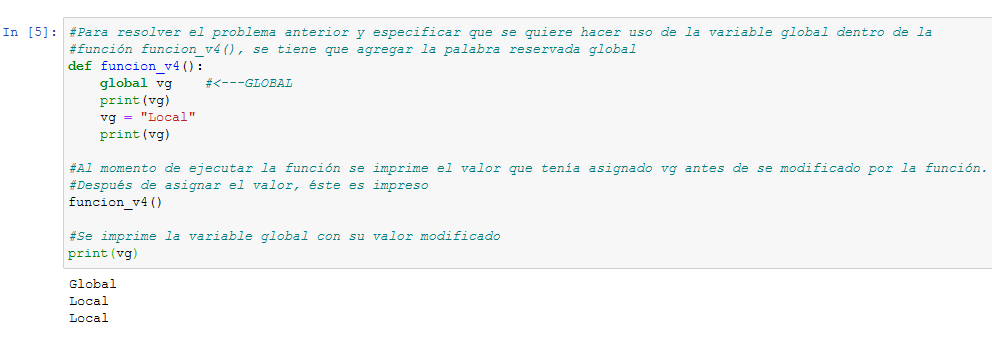 In [5]: #Para resolver el problema anterior y especificar que se quiere hacer uso de la variable global dentro de la
#función funcion_v4(), se tiene que agregar la palabra reservada global
def funcion_v4():
    global vg    #<---GLOBAL
    print(vg)
    vg = "Local"
    print(vg)
#Al momento de ejecutar la función se imprime el valor que tenía asignado vg antes de se modificado por la función.
#Después de asignar el valor, éste es impreso
funcion_v4()
#Se imprime la variable global con su valor modificado
print(vg)
Global
Local
Local